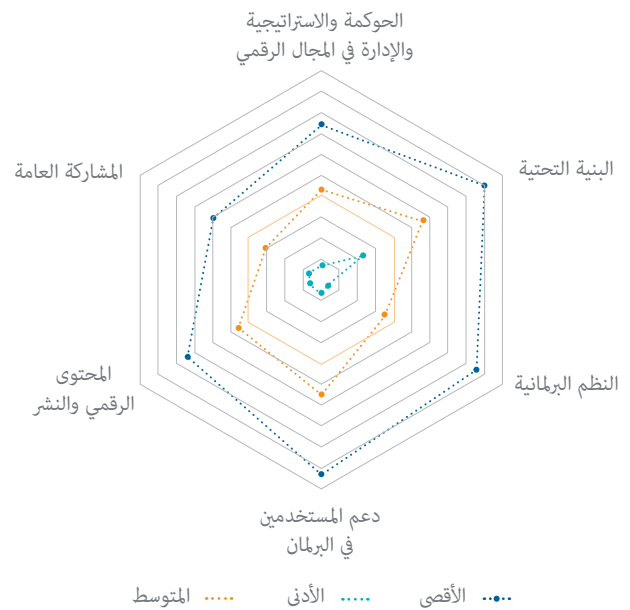 الحوكمة والاستراتيجية
والإدارة في المجال الرقمي
البنية التحتية
المشاركة العامة
النظم البرلمانية
المحتوى
الرقمي والنشر
دعم المستخدمين
في البرلمان
الأقصى
الأدنى
المتوسط